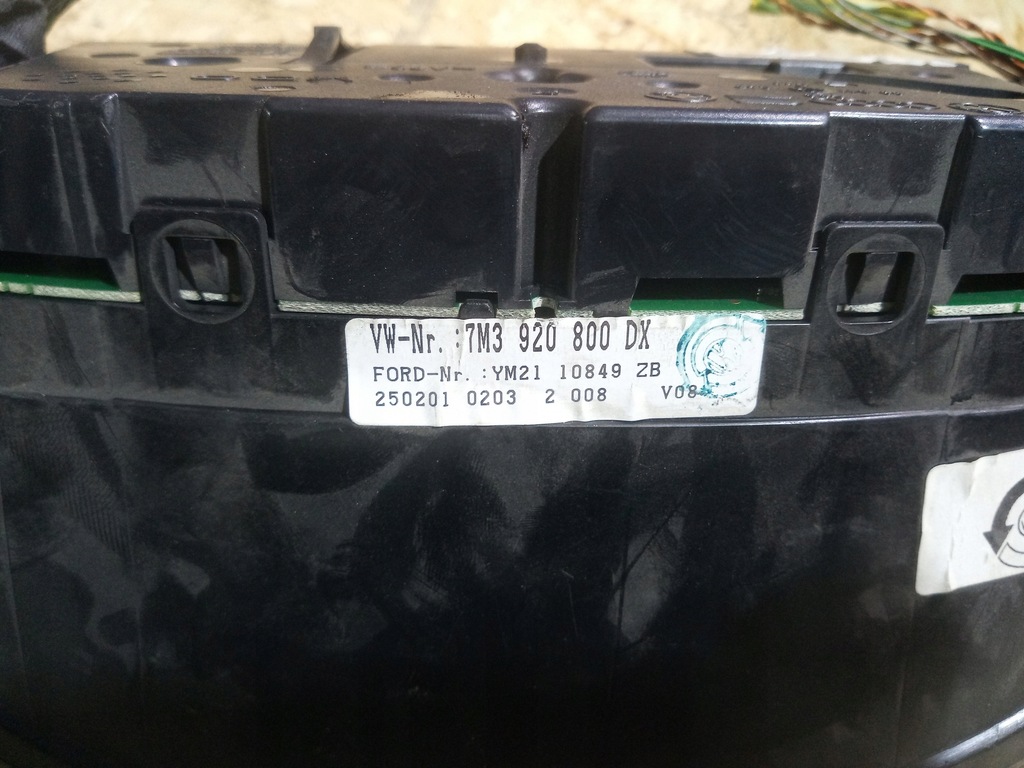 VW-Nr. :7M3 920 800 DX
FORD-Nr. :YM21 10849 ZB
250201 0203 2 008 V08